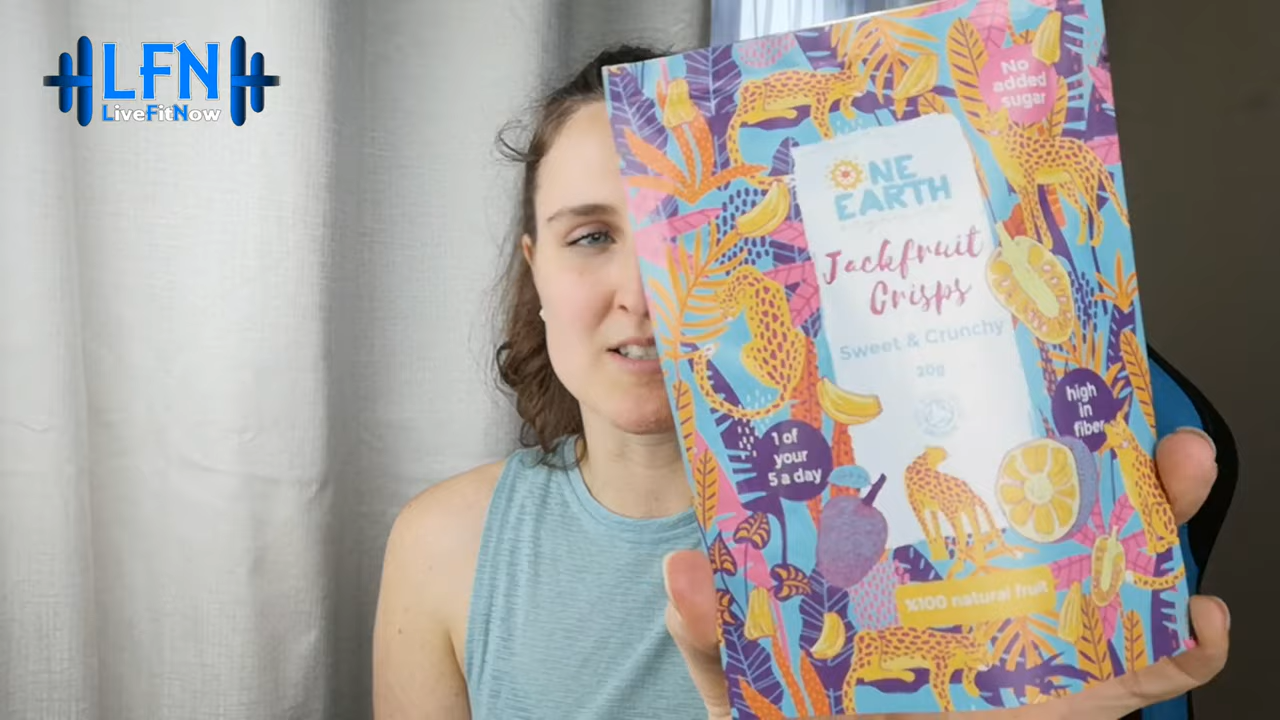 LFN
LiveFitNow
No
added
sugar
NE
EARTH
Jackfruit
Crisps
Sweet & Crunchy
20g
high
in
fiber
1 of
your
5 a day
%100 natural fruit